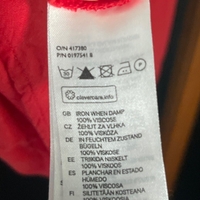 O/N 417380
P/N 0197541 8
30
clevercare.info
GB: IRON WHEN DAMP
100% VISCOSE
CZ: ŽEHLIT ZA VLHKA
100% VISKÓZA
DE: IN FEUCHTEM ZUSTAND
BÜGELN
100% VISKOSE
EE: TRIIKIDA NIISKELT
100% VISKOOS
ES: PLANCHAR EN ESTADO
HÚMEDO
100% VISCOSA
FI: SILITETÄÄN KOSTEANA